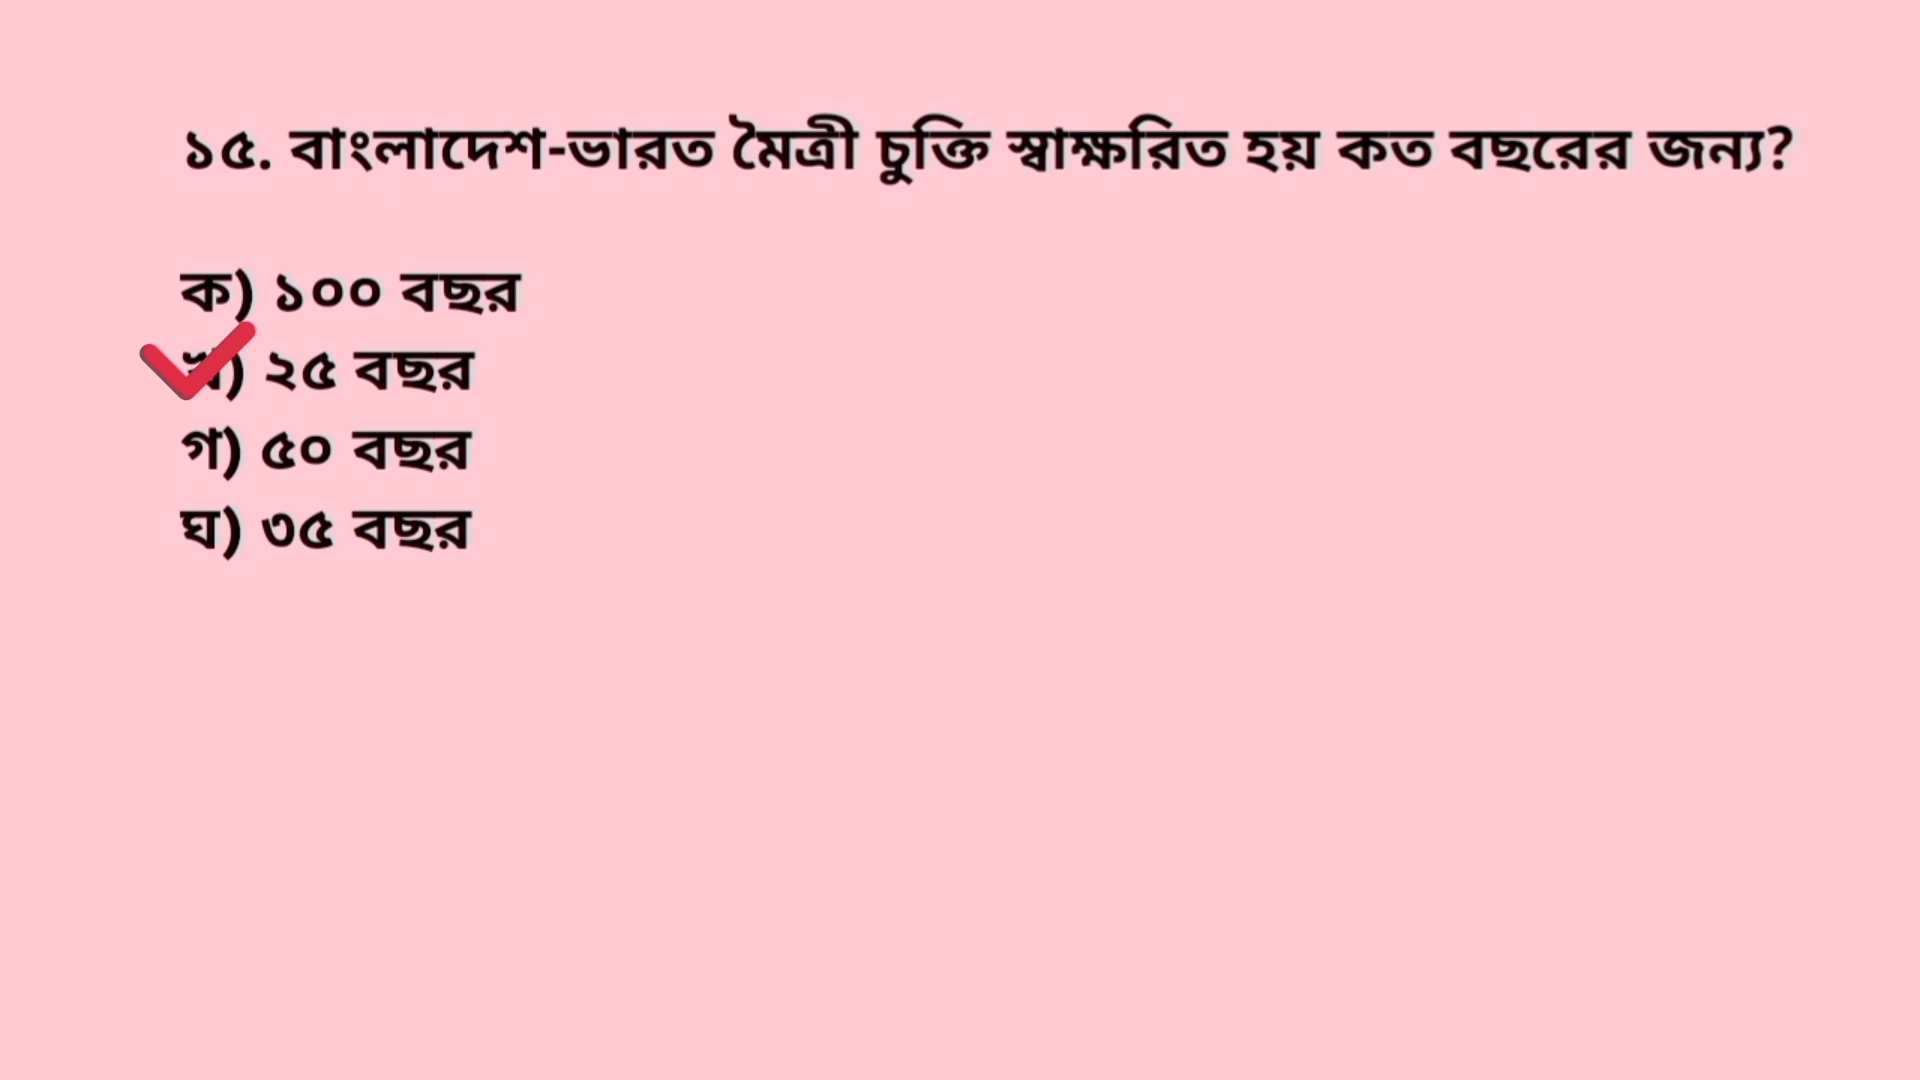 ১৫. বাংলাদেশ-ভারত মৈত্রী চুক্তি স্বাক্ষরিত হয় কত বছরের জন্য?
ক) ১০০ বছর
খ) ২৫ বছর
গ) ৫০ বছর
ঘ) ৩৫ বছর